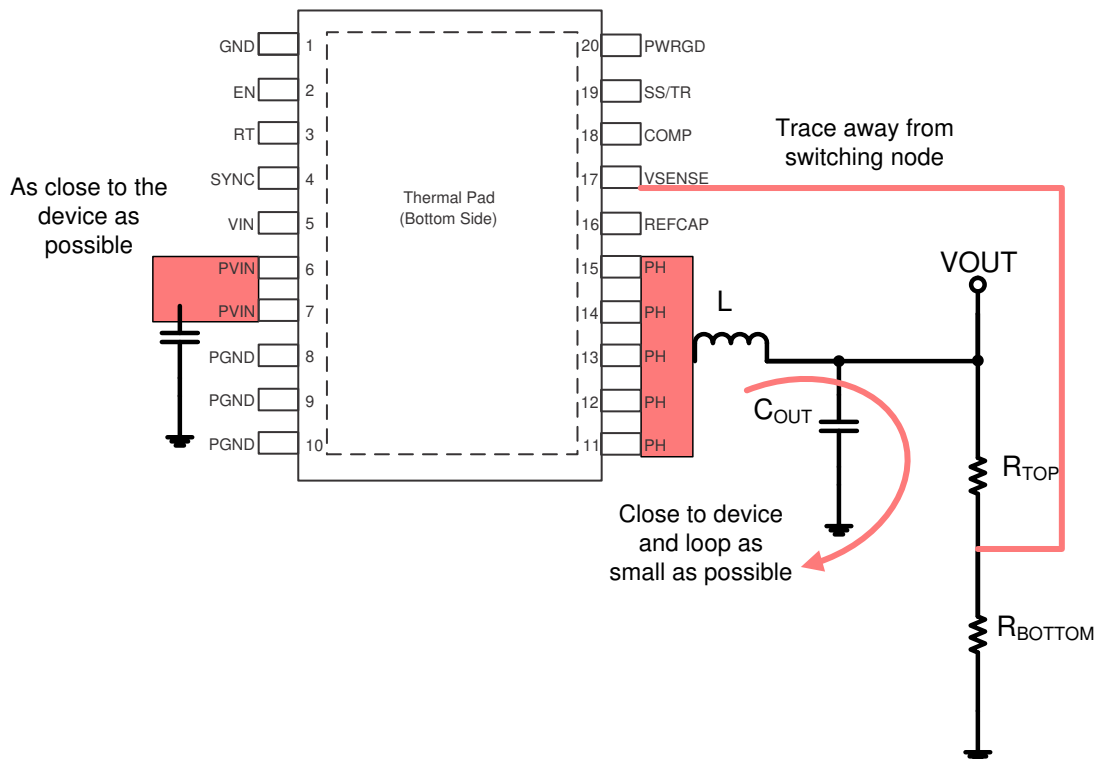 GND 1
EN 2
RT 3
SYNC 4
VIN 5
PVIN 6
PVIN 7
PGND 8
PGND 9
PGND 10
As close to the
device as
possible
Thermal Pad
(Bottom Side)
20 PWRGD
19 SS/TR
18 COMP
17 VSENSE
16 REFCAP
15 PH
14 PH
13 PH
12 PH
11 PH
Trace away from
switching node
VOUT
L
COUT
RTOP
RBOTTOM
Close to device
and loop as
small as possible